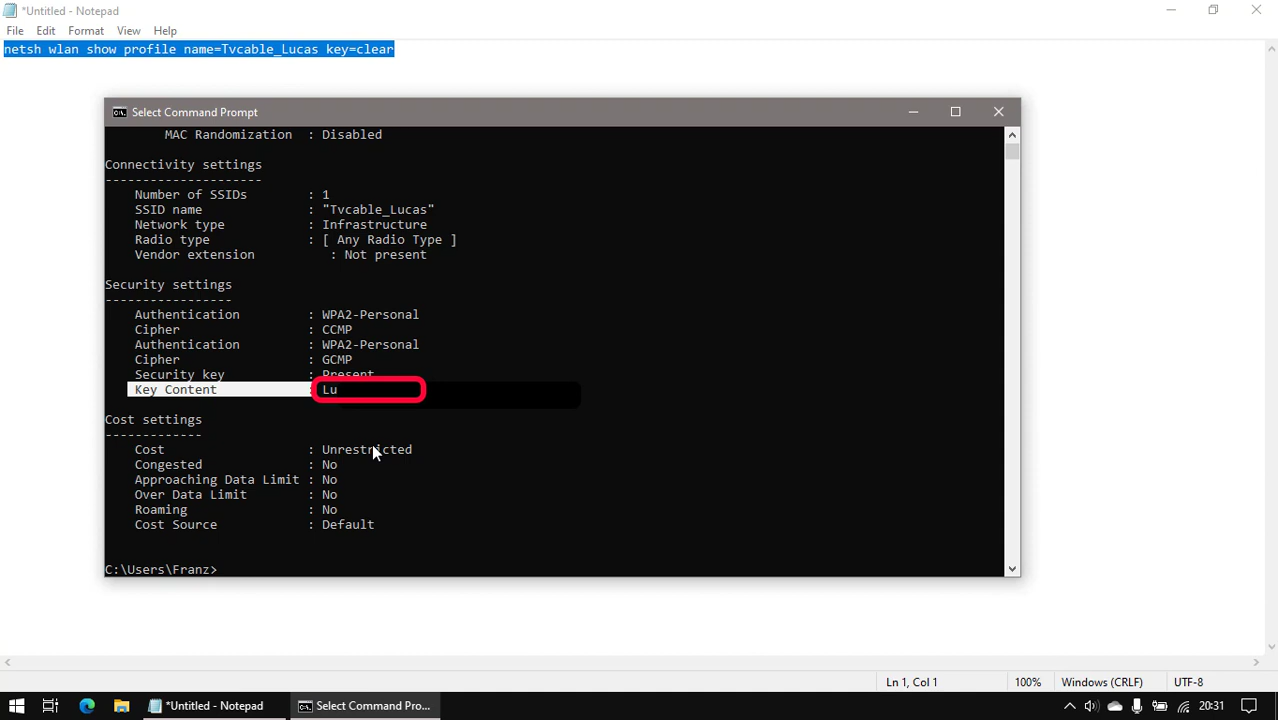 *Untitled - Notepad
File Edit Format View Help
netsh wlan show profile name=Tvcable_Lucas key=clear
Select Command Prompt
MAC Randomization : Disabled
Connectivity settings
---------------------
Number of SSIDs : 1
SSID name : "Tvcable_Lucas"
Network type : Infrastructure
Radio type : [ Any Radio Type ]
Vendor extension : Not present
Security settings
-----------------
Authentication : WPA2-Personal
Cipher : CCMP
Authentication : WPA2-Personal
Cipher : GCMP
Security key : Present
Key Content : Lu
Cost settings
-------------
Cost : Unrestricted
Congested : No
Approaching Data Limit : No
Over Data Limit : No
Roaming : No
Cost Source : Default
C:\Users\Franz>
Ln 1, Col 1 100% Windows (CRLF) UTF-8
*Untitled - Notepad Select Command Pro... 20:31